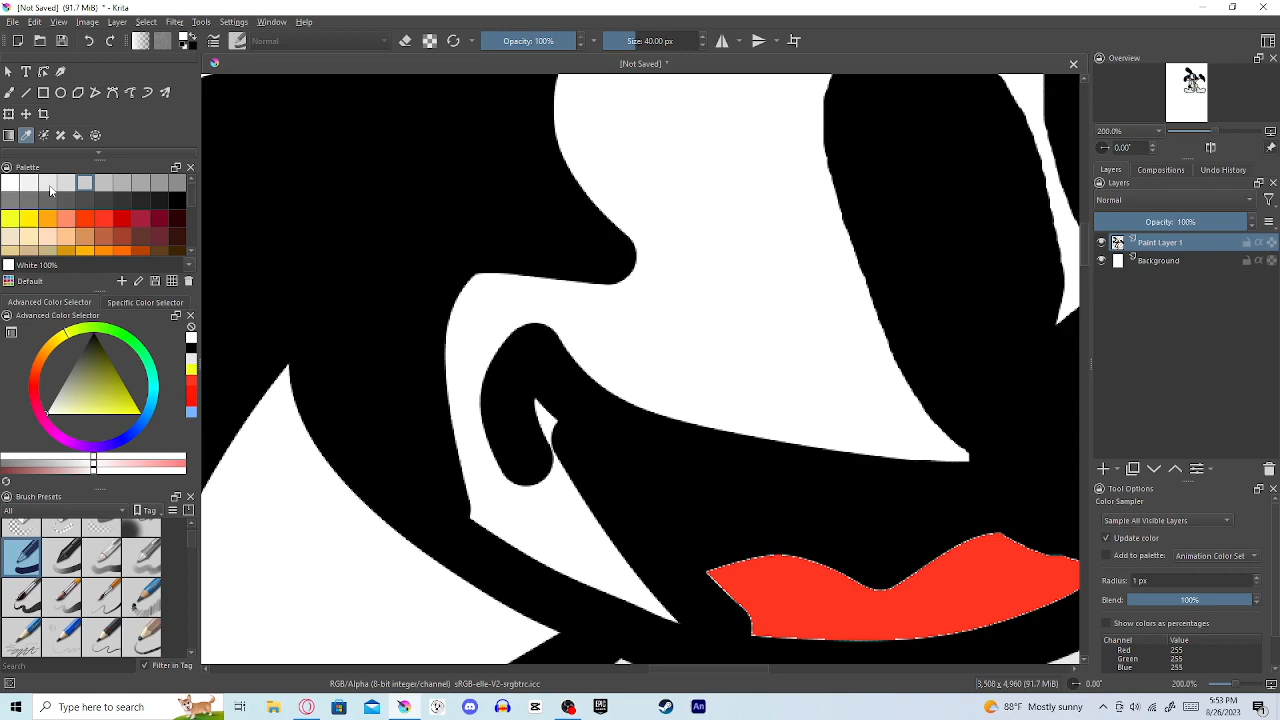 [Not Saved] (91.7 MiB) * - Krita
File Edit View Image Layer Select Filter Tools Settings Window Help
Normal
Opacity: 100%
Size: 40.00 px
[Not Saved] *
Palette
White 100%
Default
Advanced Color Selector
Specific Color Selector
Advanced Color Selector
Brush Presets
All
Tag
Search
Filter in Tag
Overview
200.0%
0.00°
Layers
Compositions
Undo History
Layers
Normal
Opacity: 100%
Paint Layer 1
Background
Tool Options
Color Sampler
Sample All Visible Layers
Update color
Add to palette:
Animation Color Set
Radius: 1 px
Blend: 100%
Show colors as percentages
Channel Value
Red 255
Green 255
Blue 255
RGB/Alpha (8-bit integer/channel) sRGB-elle-V2-srgbtrc.icc
3,508 x 4,960 (91.7 MiB)
0.00°
200.0%
Type here to search
EPIC
An
88°F Mostly sunny
5:53 PM
8/26/2023